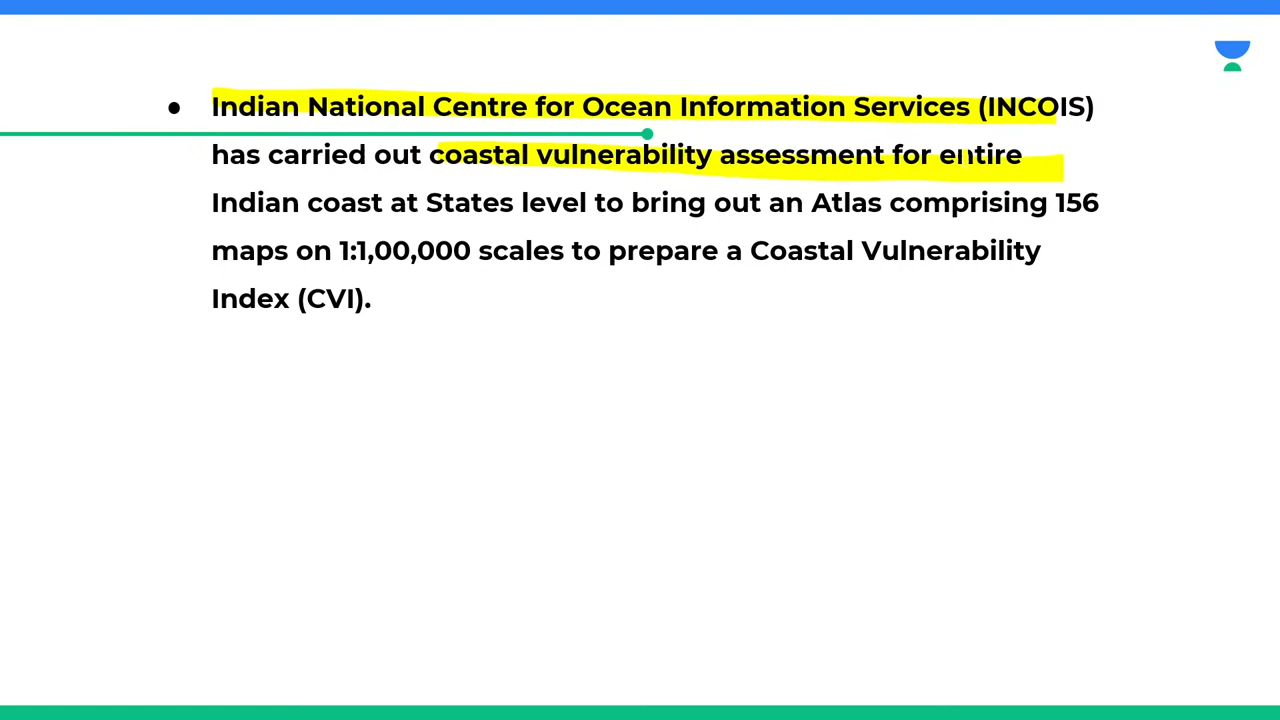 ● Indian National Centre for Ocean Information Services (INCOIS)
has carried out coastal vulnerability assessment for entire
Indian coast at States level to bring out an Atlas comprising 156
maps on 1:1,00,000 scales to prepare a Coastal Vulnerability
Index (CVI).